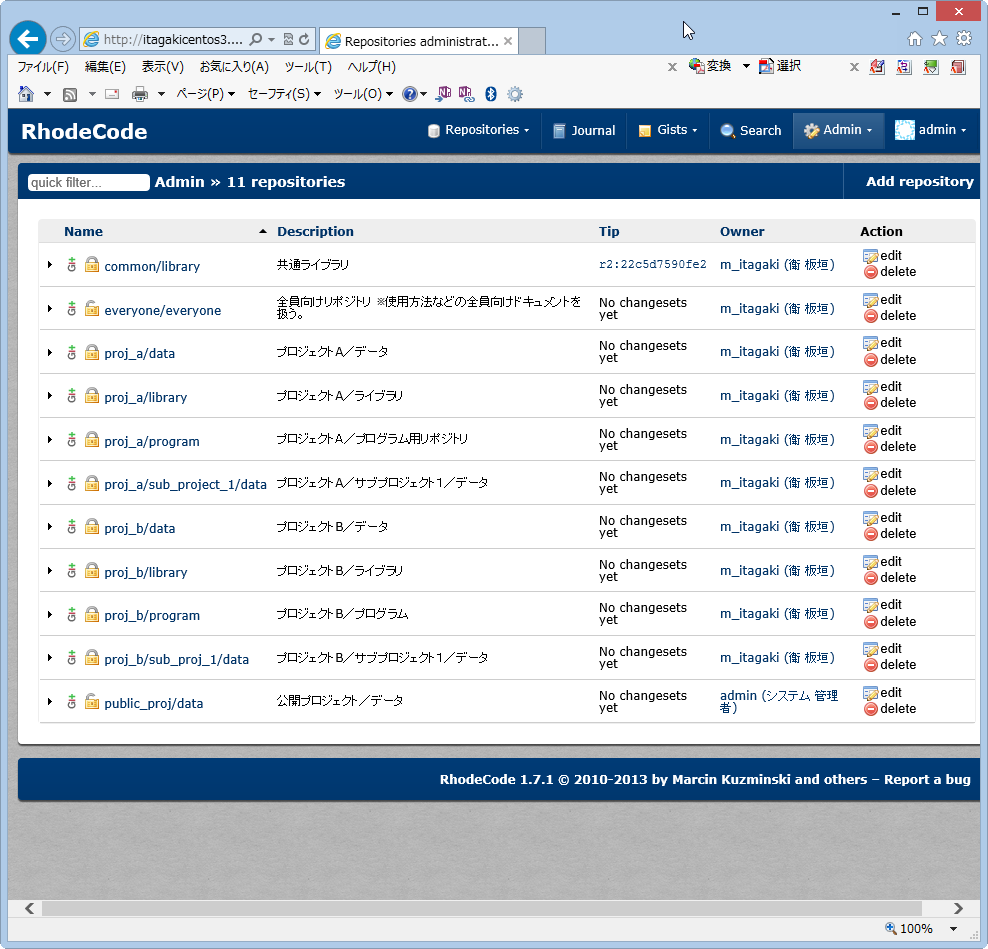 http://itagakicentos3....
Repositories administrat...
ファイル(F) 編集(E) 表示(V) お気に入り(A) ツール(T) ヘルプ(H)
変換 選択
ページ(P) セーフティ(S) ツール(O)
RhodeCode
Repositories Journal Gists Search Admin admin
quick filter... Admin » 11 repositories Add repository
Name Description Tip Owner Action
common/library 共通ライブラリ r2:22c5d7590fe2 m_itagaki (衛 板垣) edit
delete
everyone/everyone 全員向けリポジトリ ※使用方法などの全員向けドキュメントを
扱う。
No changesets
yet
m_itagaki (衛 板垣) edit
delete
proj_a/data プロジェクトA／データ No changesets
yet
m_itagaki (衛 板垣) edit
delete
proj_a/library プロジェクトA／ライブラリ No changesets
yet
m_itagaki (衛 板垣) edit
delete
proj_a/program プロジェクトA／プログラム用リポジトリ No changesets
yet
m_itagaki (衛 板垣) edit
delete
proj_a/sub_project_1/data プロジェクトA／サブプロジェクト1／データ No changesets
yet
m_itagaki (衛 板垣) edit
delete
proj_b/data プロジェクトB／データ No changesets
yet
m_itagaki (衛 板垣) edit
delete
proj_b/library プロジェクトB／ライブラリ No changesets
yet
m_itagaki (衛 板垣) edit
delete
proj_b/program プロジェクトB／プログラム No changesets
yet
m_itagaki (衛 板垣) edit
delete
proj_b/sub_proj_1/data プロジェクトB／サブプロジェクト1／データ No changesets
yet
m_itagaki (衛 板垣) edit
delete
public_proj/data 公開プロジェクト／データ No changesets
yet
admin (システム 管理
者)
edit
delete
RhodeCode 1.7.1 © 2010-2013 by Marcin Kuzminski and others – Report a bug
100%